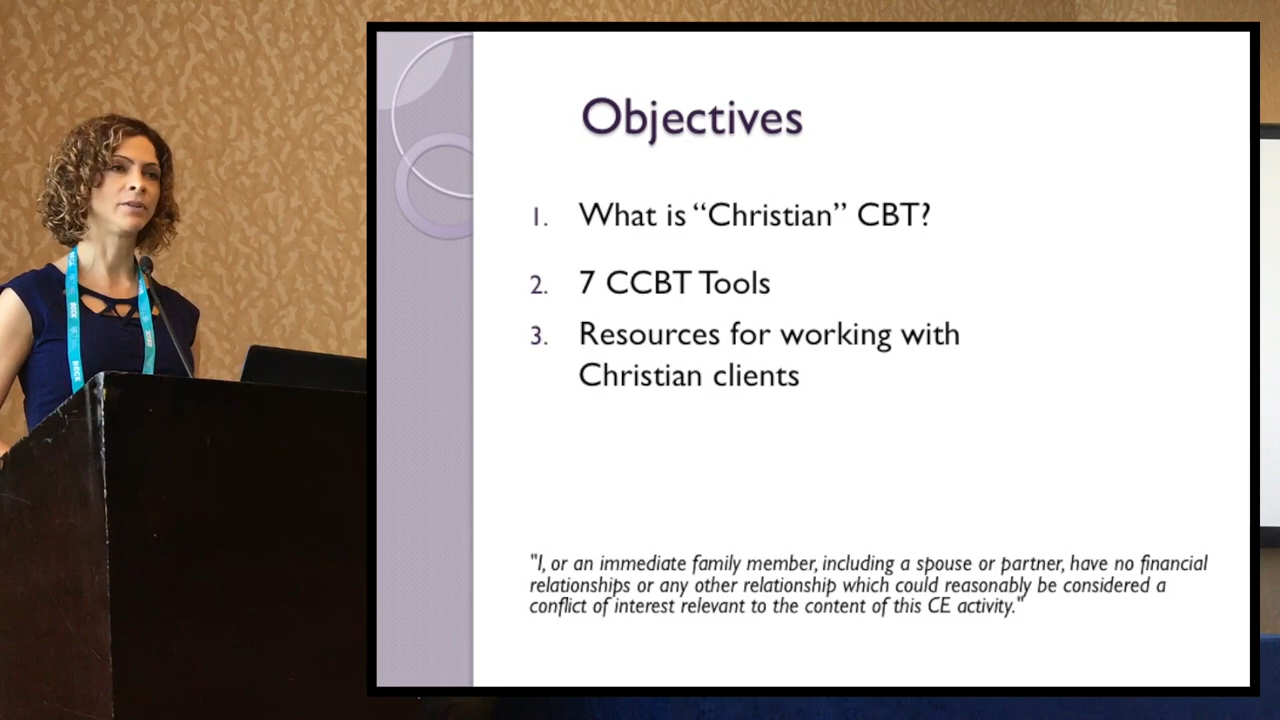 Objectives
1. What is “Christian” CBT?
2. 7 CCBT Tools
3. Resources for working with
Christian clients
"I, or an immediate family member, including a spouse or partner, have no financial
relationships or any other relationship which could reasonably be considered a
conflict of interest relevant to the content of this CE activity."
BECK